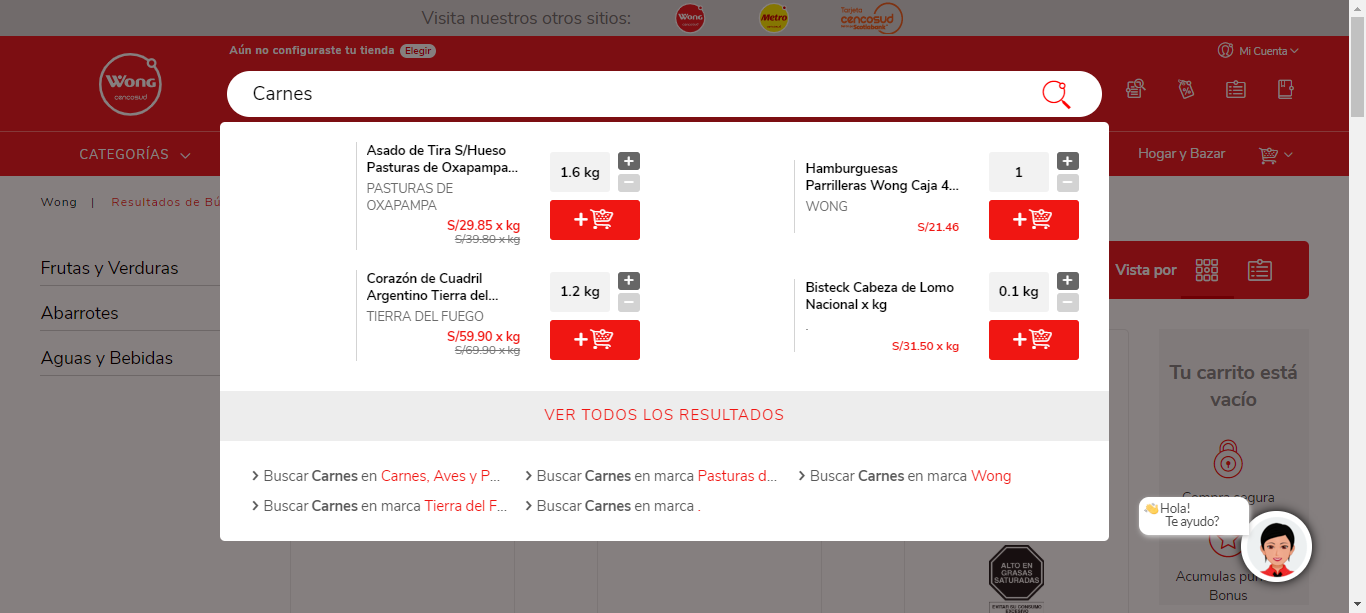 Visita nuestros otros sitios:
Wong
cencosud
Metro
cencosud
Tarjeta
cencosud
Scotiabank
Aún no configuraste tu tienda Elegir
Mi Cuenta
Wong
cencosud
Carnes
CATEGORÍAS
Hogar y Bazar
Wong | Resultados de Bú
Frutas y Verduras
Abarrotes
Aguas y Bebidas
Asado de Tira S/Hueso
Pasturas de Oxapampa...
PASTURAS DE
OXAPAMPA
S/29.85 x kg
S/39.80 x kg
1.6 kg
+
−
+
Hamburguesas
Parrilleras Wong Caja 4...
WONG
S/21.46
1
+
−
+
Corazón de Cuadril
Argentino Tierra del...
TIERRA DEL FUEGO
S/59.90 x kg
S/69.90 x kg
1.2 kg
+
−
+
Bisteck Cabeza de Lomo
Nacional x kg
.
S/31.50 x kg
0.1 kg
+
−
+
VER TODOS LOS RESULTADOS
Buscar Carnes en Carnes, Aves y P...
Buscar Carnes en marca Pasturas d...
Buscar Carnes en marca Wong
Buscar Carnes en marca Tierra del F...
Buscar Carnes en marca .
Vista por
Tu carrito está
vacío
Compra segura
Hola!
Te ayudo?
Acumulas pun
Bonus
ALTO EN
GRASAS
SATURADAS
EVITAR SU CONSUMO
EXCESIVO